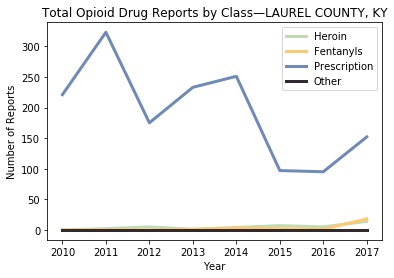 Total Opioid Drug Reports by Class—LAUREL COUNTY, KY
Heroin
Fentanyls
Prescription
Other
Number of Reports
300
250
200
150
100
50
0
2010 2011 2012 2013 2014 2015 2016 2017
Year